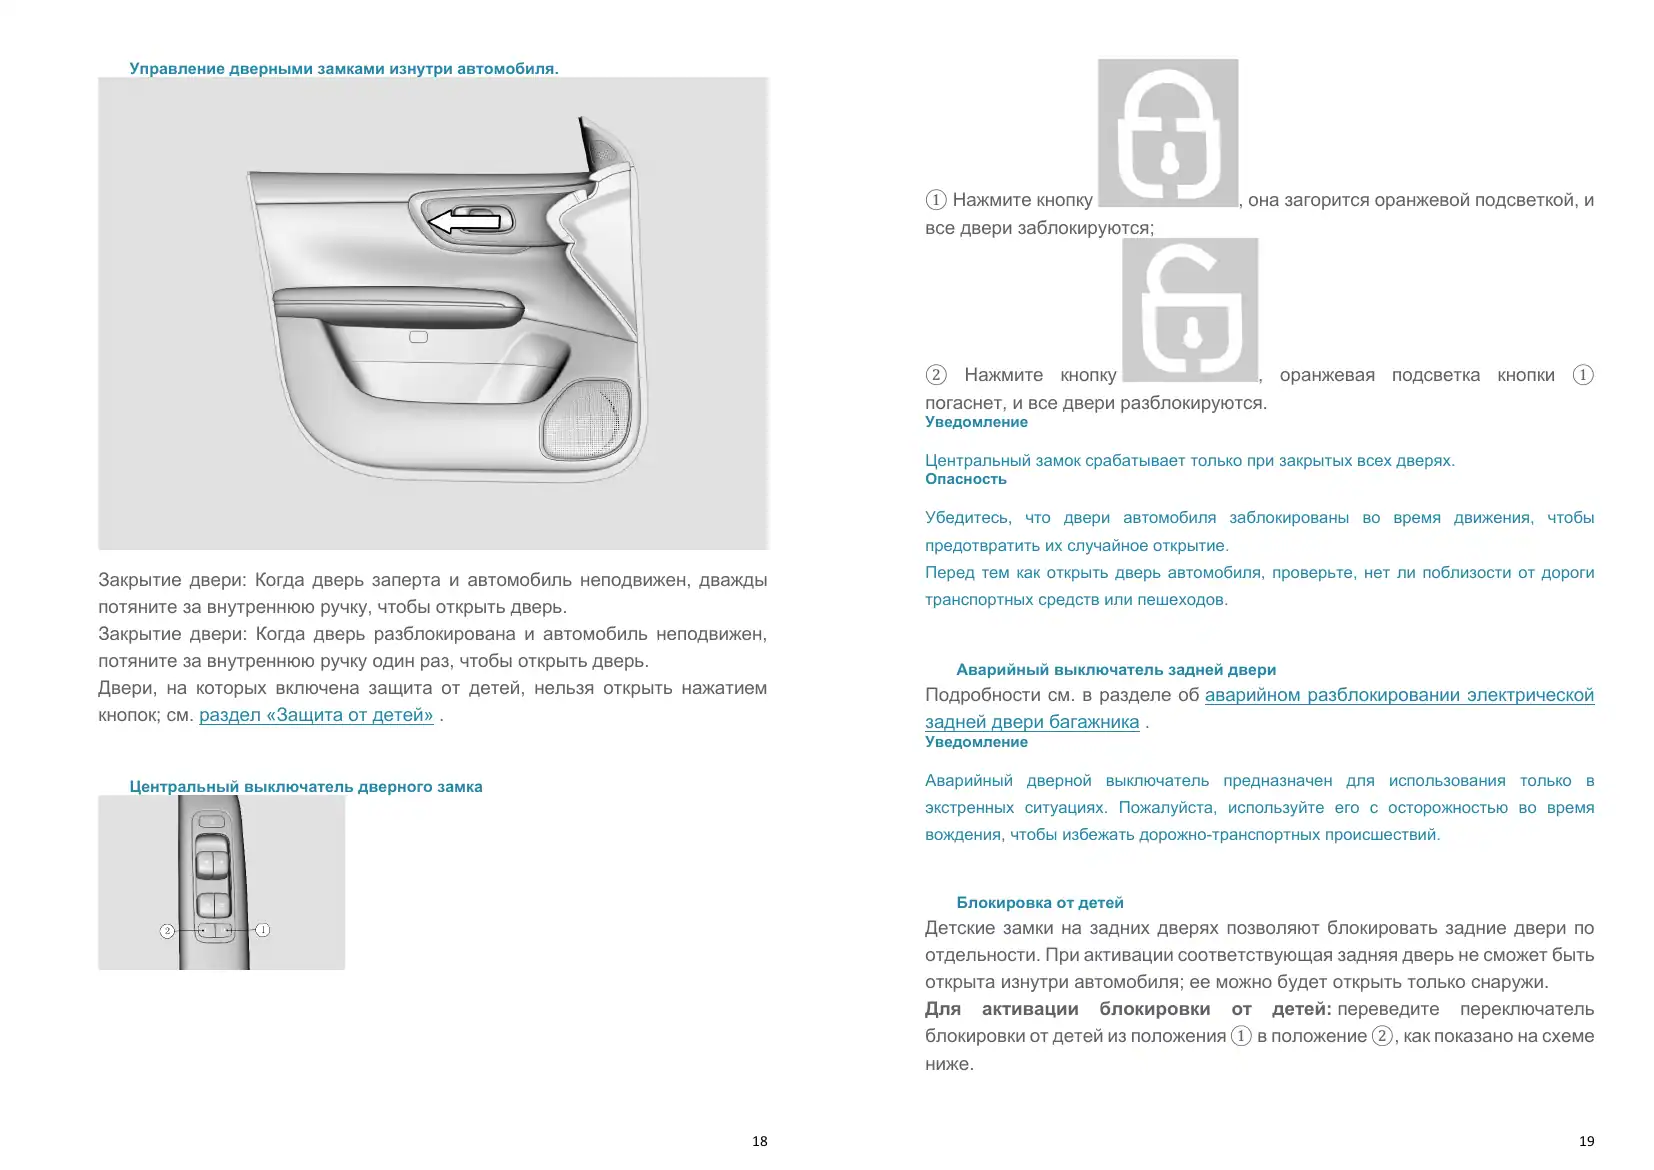 Управление дверными замками изнутри автомобиля.
Закрытие двери: Когда дверь заперта и автомобиль неподвижен, дважды
потяните за внутреннюю ручку, чтобы открыть дверь.
Закрытие двери: Когда дверь разблокирована и автомобиль неподвижен,
потяните за внутреннюю ручку один раз, чтобы открыть дверь.
Двери, на которых включена защита от детей, нельзя открыть нажатием
кнопок; см. раздел «Защита от детей» .
Центральный выключатель дверного замка
② ①
18
① Нажмите кнопку , она загорится оранжевой подсветкой, и
все двери заблокируются;
② Нажмите кнопку , оранжевая подсветка кнопки ①
погаснет, и все двери разблокируются.
Уведомление
Центральный замок срабатывает только при закрытых всех дверях.
Опасность
Убедитесь, что двери автомобиля заблокированы во время движения, чтобы
предотвратить их случайное открытие.
Перед тем как открыть дверь автомобиля, проверьте, нет ли поблизости от дороги
транспортных средств или пешеходов.
Аварийный выключатель задней двери
Подробности см. в разделе об аварийном разблокировании электрической
задней двери багажника .
Уведомление
Аварийный дверной выключатель предназначен для использования только в
экстренных ситуациях. Пожалуйста, используйте его с осторожностью во время
вождения, чтобы избежать дорожно-транспортных происшествий.
Блокировка от детей
Детские замки на задних дверях позволяют блокировать задние двери по
отдельности. При активации соответствующая задняя дверь не сможет быть
открыта изнутри автомобиля; ее можно будет открыть только снаружи.
Для активации блокировки от детей: переведите переключатель
блокировки от детей из положения ① в положение ②, как показано на схеме
ниже.
19